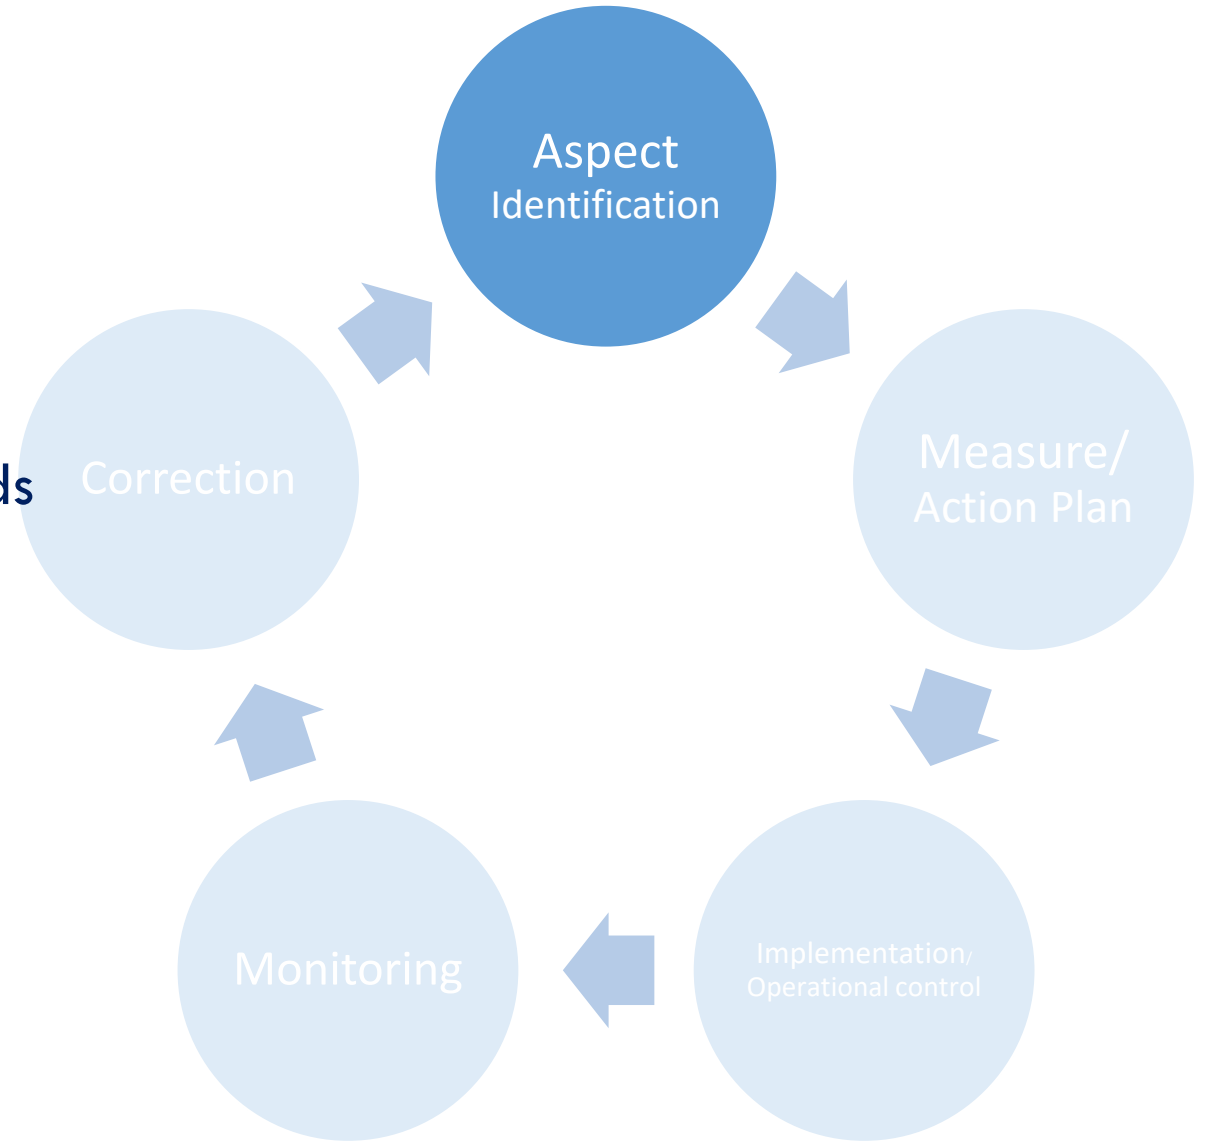 Aspect
Identification
Measure/
Action Plan
Implementation/
Operational control
Monitoring
Correction
ds